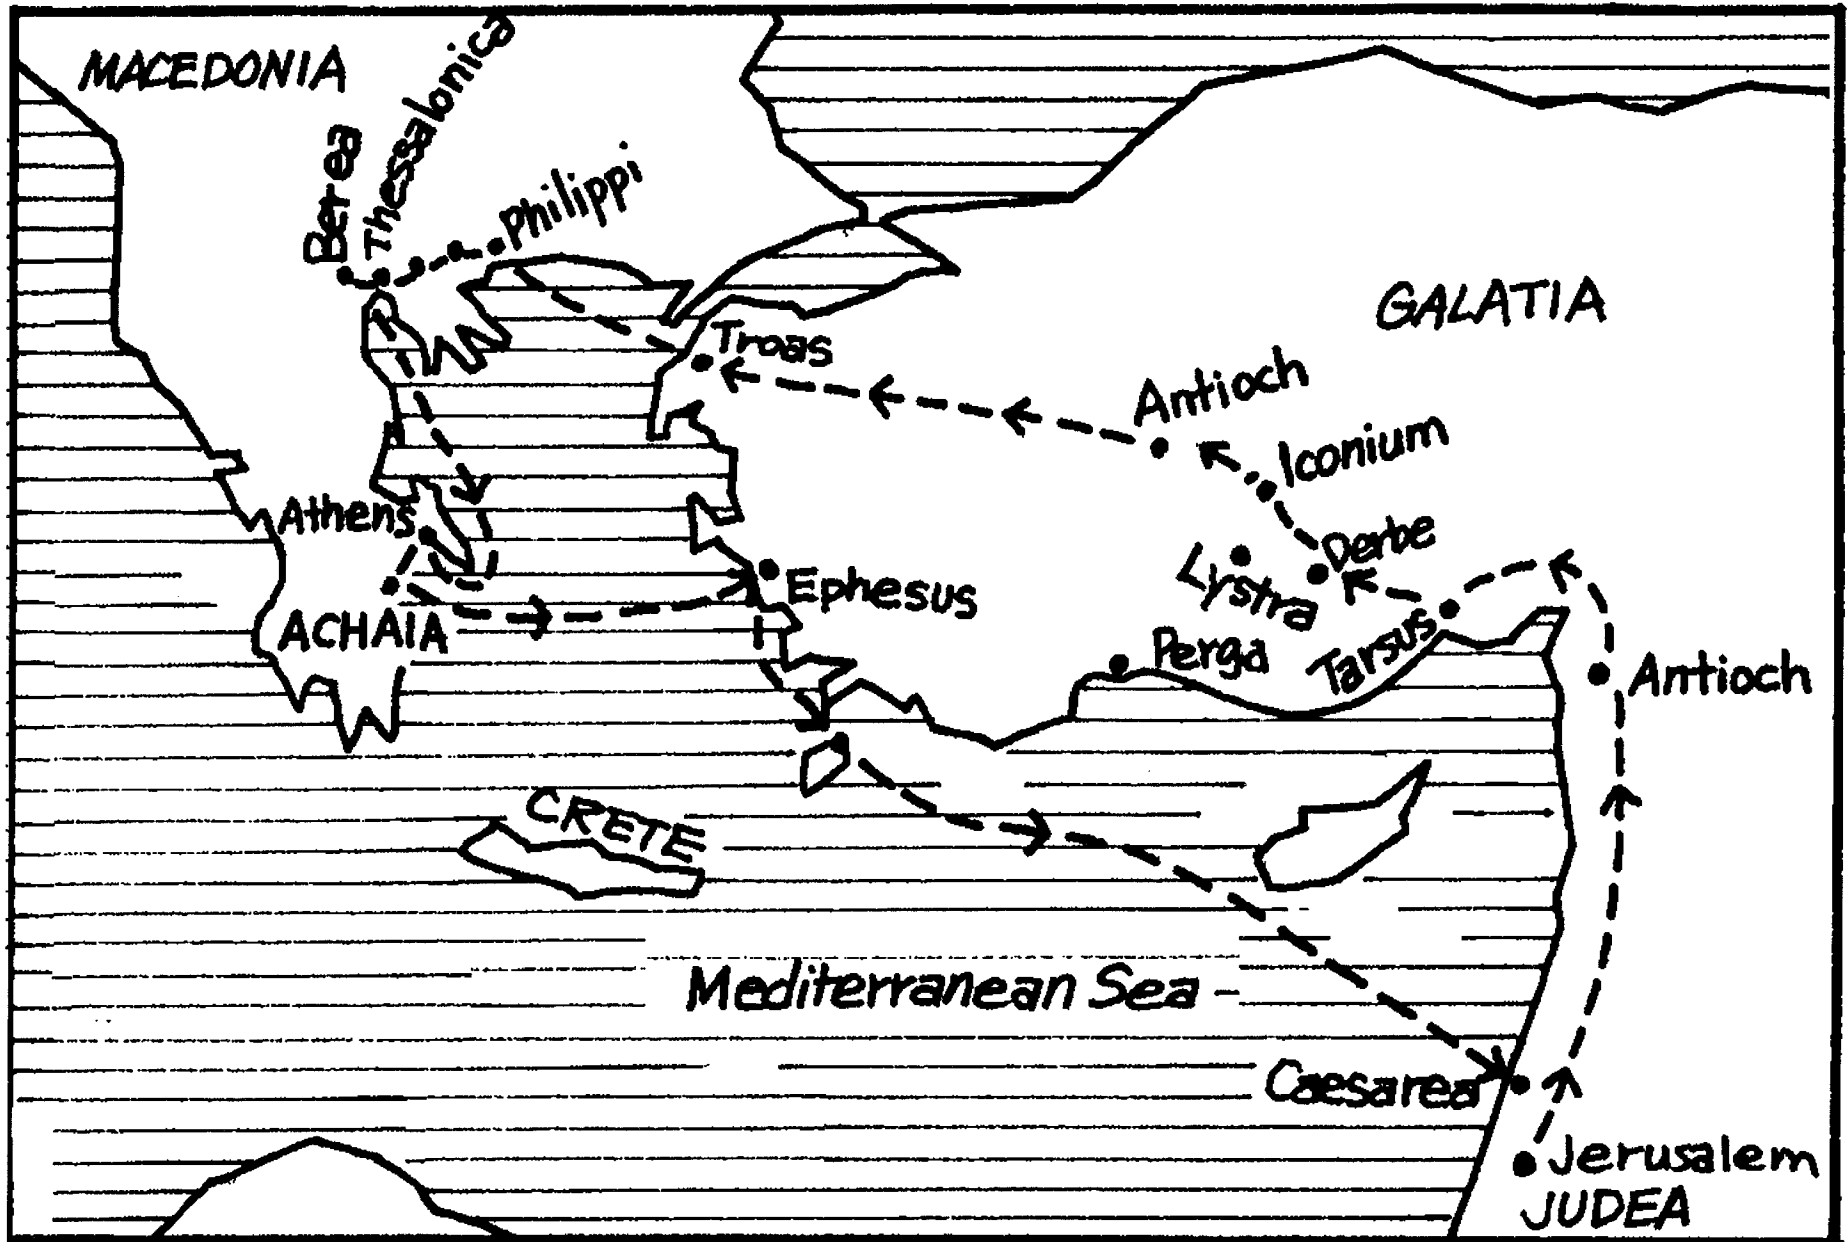 MACEDONIA
Thessalonica
Berea
Philippi
GALATIA
Troas
Antioch
Iconium
Athens
Derbe
Lystra
Ephesus
ACHAIA
Perga
Tarsus
Antioch
CRETE
Mediterranean Sea
Caesarea
Jerusalem
JUDEA